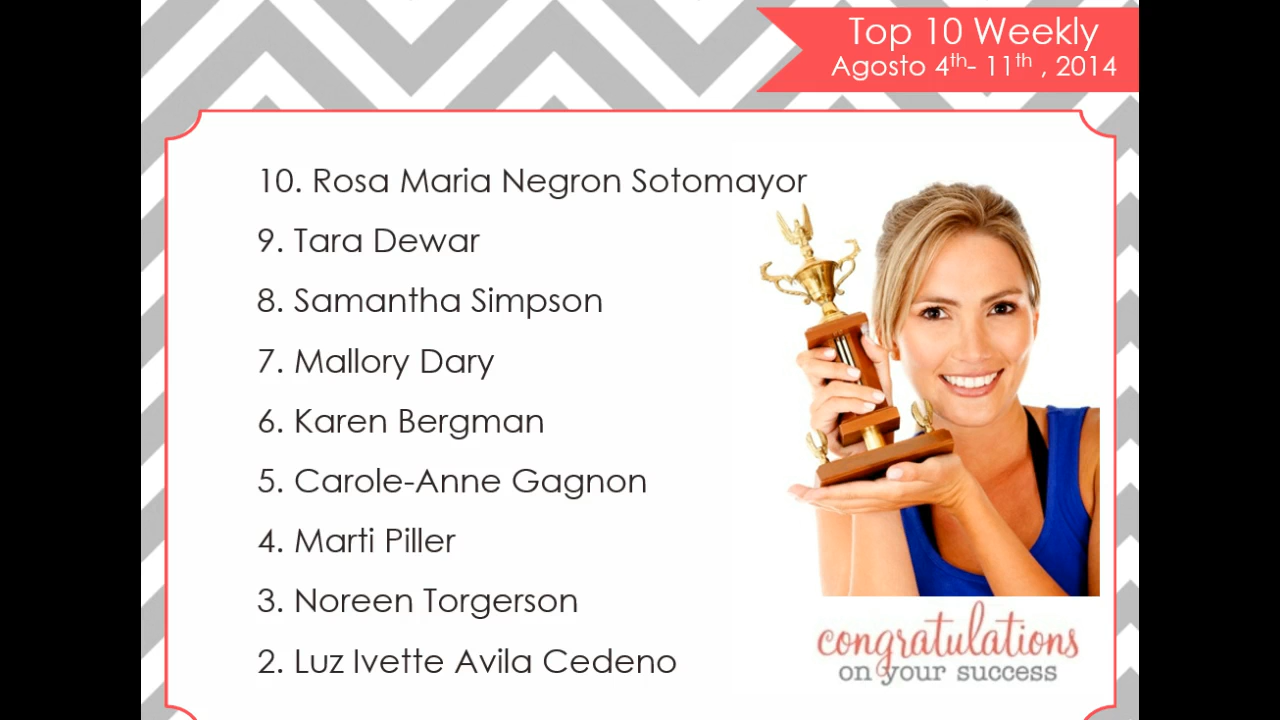 Top 10 Weekly
Agosto 4th- 11th , 2014
10. Rosa Maria Negron Sotomayor
9. Tara Dewar
8. Samantha Simpson
7. Mallory Dary
6. Karen Bergman
5. Carole-Anne Gagnon
4. Marti Piller
3. Noreen Torgerson
2. Luz Ivette Avila Cedeno
congratulations
on your success